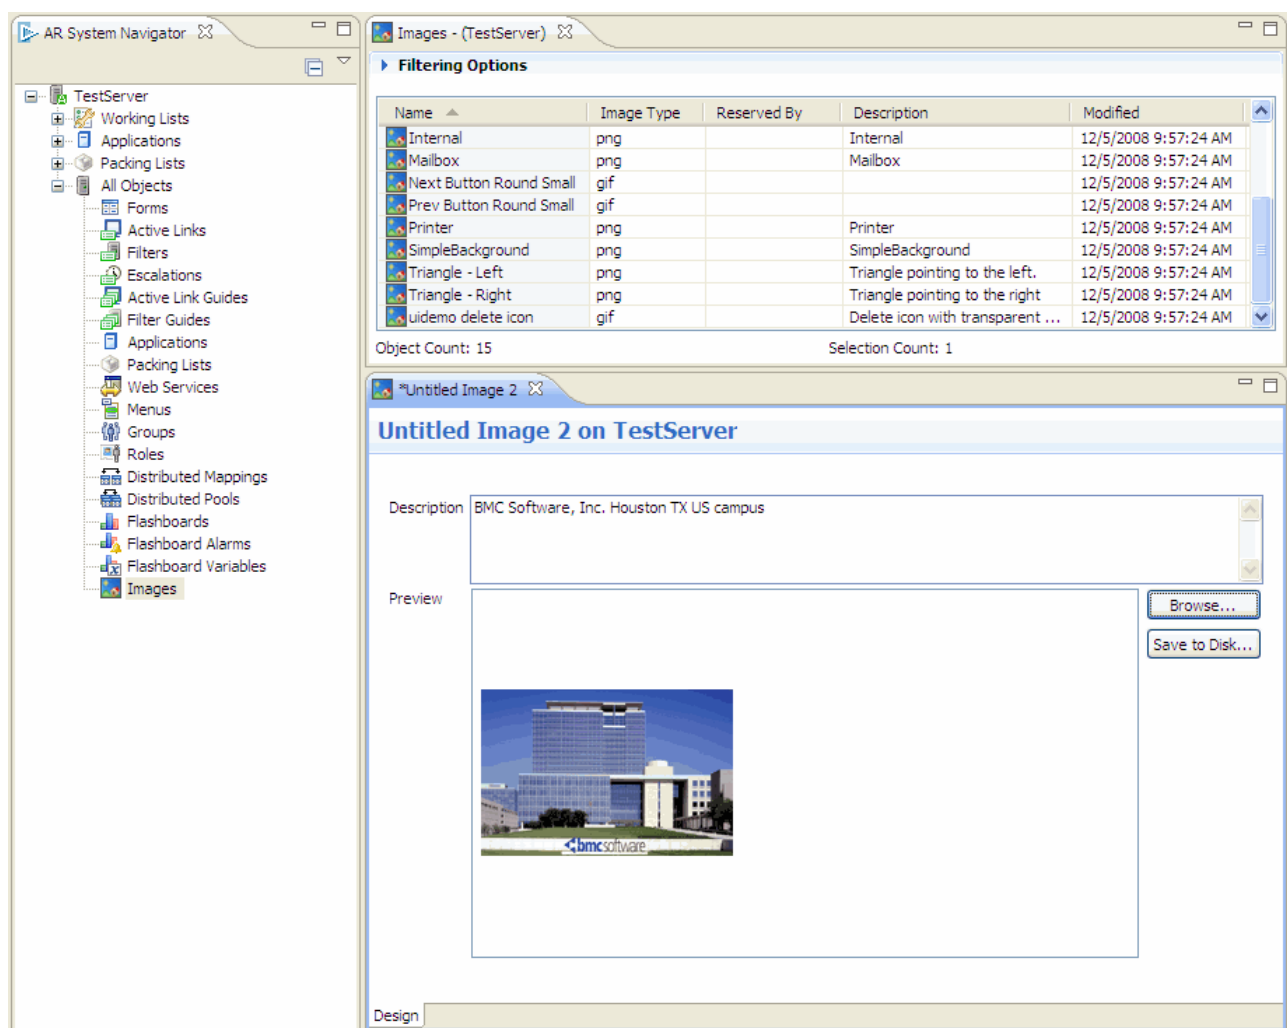 AR System Navigator
TestServer
Working Lists
Applications
Packing Lists
All Objects
Forms
Active Links
Filters
Escalations
Active Link Guides
Filter Guides
Applications
Packing Lists
Web Services
Menus
Groups
Roles
Distributed Mappings
Distributed Pools
Flashboards
Flashboard Alarms
Flashboard Variables
Images
Images - (TestServer)
Filtering Options
Name Image Type Reserved By Description Modified
Internal png Internal 12/5/2008 9:57:24 AM
Mailbox png Mailbox 12/5/2008 9:57:24 AM
Next Button Round Small gif 12/5/2008 9:57:24 AM
Prev Button Round Small gif 12/5/2008 9:57:24 AM
Printer png Printer 12/5/2008 9:57:24 AM
SimpleBackground png SimpleBackground 12/5/2008 9:57:24 AM
Triangle - Left png Triangle pointing to the left. 12/5/2008 9:57:24 AM
Triangle - Right png Triangle pointing to the right 12/5/2008 9:57:24 AM
uidemo delete icon gif Delete icon with transparent ... 12/5/2008 9:57:24 AM
Object Count: 15 Selection Count: 1
*Untitled Image 2
Untitled Image 2 on TestServer
Description BMC Software, Inc. Houston TX US campus
Preview
Browse...
Save to Disk...
bmcsoftware
Design